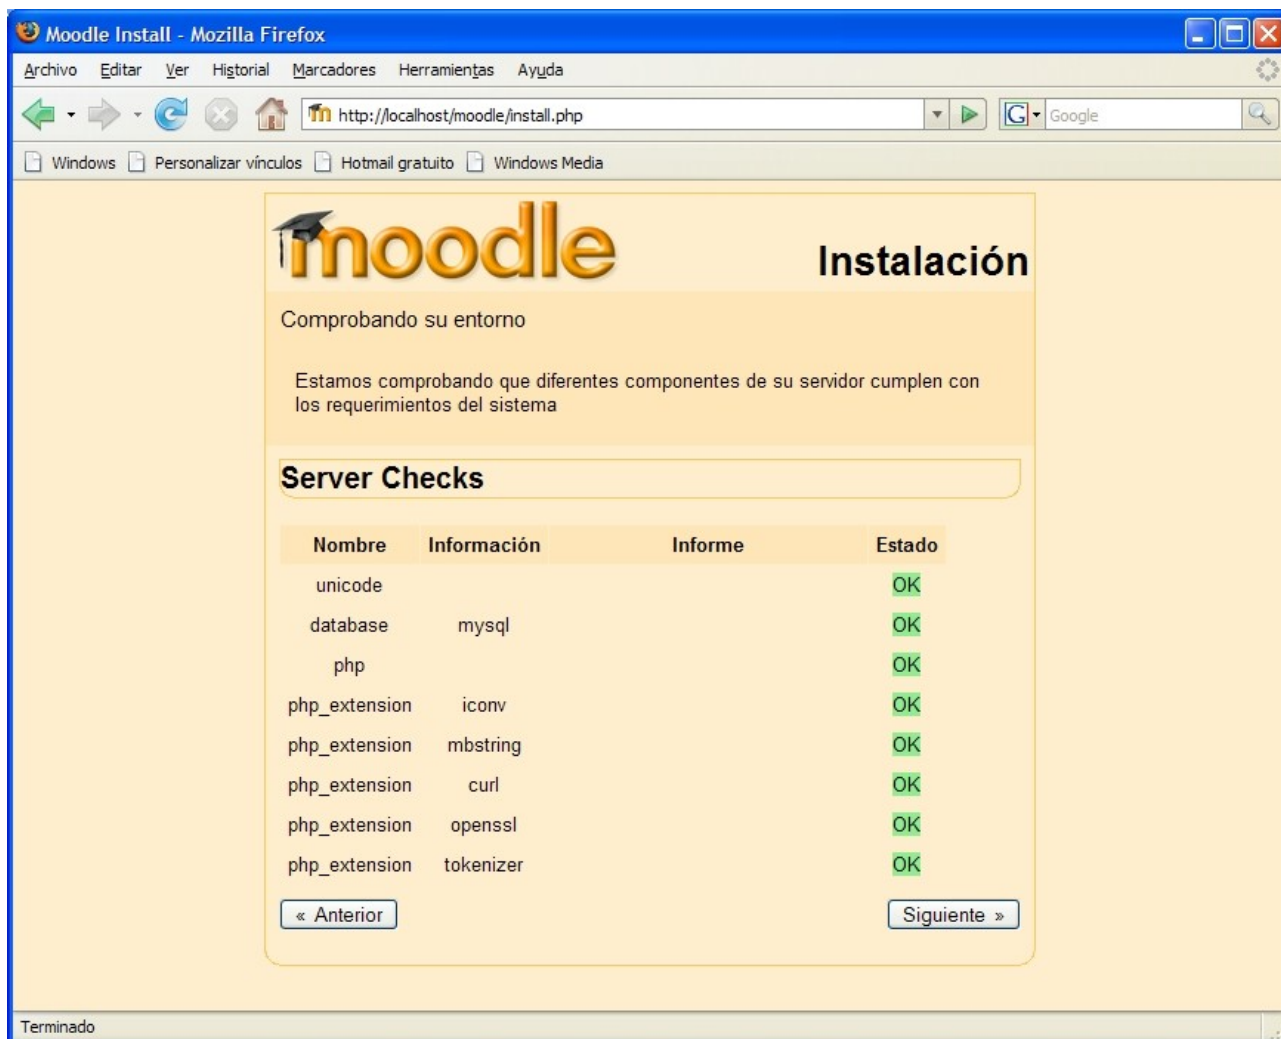 Moodle Install - Mozilla Firefox
Archivo Editar Ver Historial Marcadores Herramientas Ayuda
http://localhost/moodle/install.php
G Google
Windows Personalizar vínculos Hotmail gratuito Windows Media
moodle
Instalación
Comprobando su entorno
Estamos comprobando que diferentes componentes de su servidor cumplen con
los requerimientos del sistema
Server Checks
Nombre Información Informe Estado
unicode OK
database mysql OK
php OK
php_extension iconv OK
php_extension mbstring OK
php_extension curl OK
php_extension openssl OK
php_extension tokenizer OK
« Anterior Siguiente »
Terminado